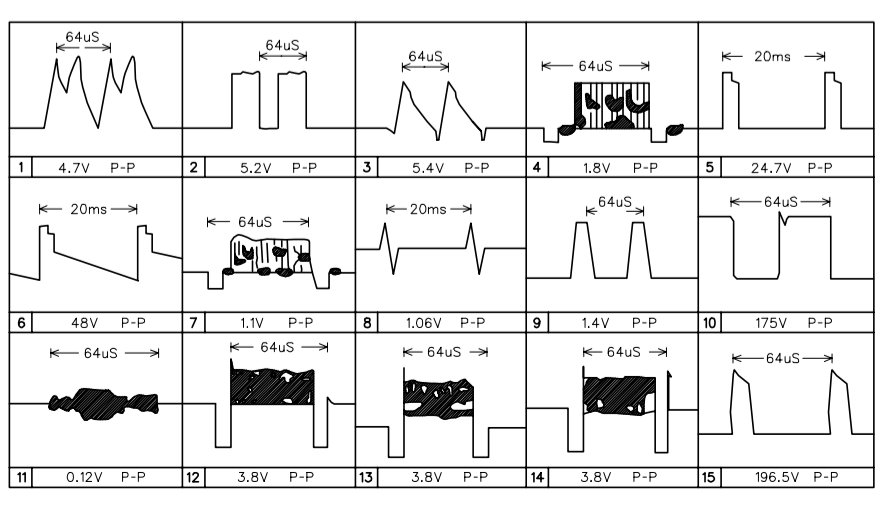 64uS 64uS 64uS 64uS 20ms
1 4.7V P-P 2 5.2V P-P 3 5.4V P-P 4 1.8V P-P 5 24.7V P-P
20ms 64uS 20ms 64uS 64uS
6 48V P-P 7 1.1V P-P 8 1.06V P-P 9 1.4V P-P 10 175V P-P
64uS 64uS 64uS 64uS 64uS
11 0.12V P-P 12 3.8V P-P 13 3.8V P-P 14 3.8V P-P 15 196.5V P-P